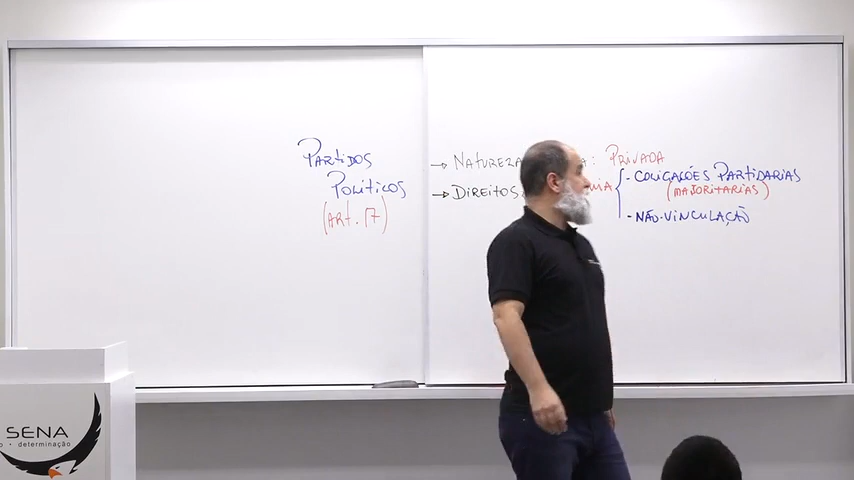 PARTIDOS
POLÍTICOS
(ART. 17)
→ NATUREZA : PRIVADA
→ DIREITOS
- COLIGAÇÕES PARTIDÁRIAS
(MAJORITÁRIAS)
- NÃO-VINCULAÇÃO
SENA
determinação